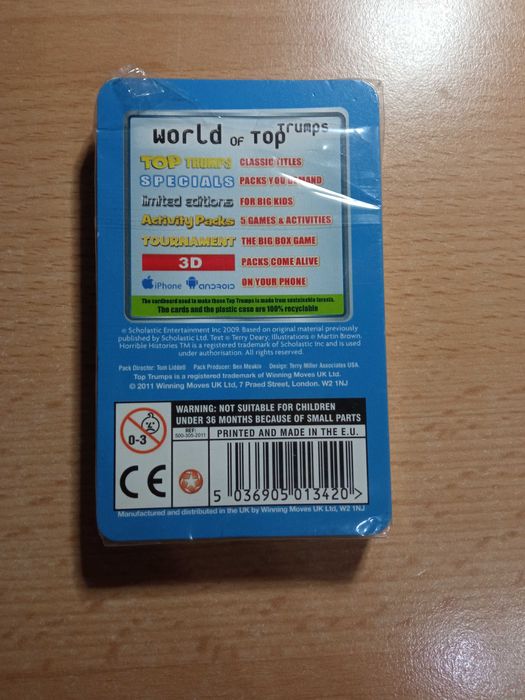 World OF TOP Trumps
TOP TRUMPS CLASSIC TITLES
SPECIALS PACKS YOU DEMAND
limited editions FOR BIG KIDS
Activity Packs 5 GAMES & ACTIVITIES
TOURNAMENT THE BIG BOX GAME
3D PACKS COME ALIVE
iPhone ANDROID ON YOUR PHONE
The cardboard used to make these Top Trumps is made from sustainable forests.
The cards and the plastic case are 100% recyclable
© Scholastic Entertainment Inc 2009. Based on original material previously
published by Scholastic Ltd. Text © Terry Deary; Illustrations © Martin Brown.
Horrible Histories TM is a registered trademark of Scholastic Inc and is used
under authorisation. All rights reserved.
Pack Director: Tom Liddell Pack Producer: Ben Meakin Design: Terry Miller Associates USA
Top Trumps is a registered trademark of Winning Moves UK Ltd.
© 2011 Winning Moves UK Ltd, 7 Praed Street, London. W2 1NJ
0-3
WARNING: NOT SUITABLE FOR CHILDREN
UNDER 36 MONTHS BECAUSE OF SMALL PARTS
REF:
500-305-2011
PRINTED AND MADE IN THE E.U.
CE
5 036905 013420 >
Manufactured and distributed in the UK by Winning Moves UK Ltd, W2 1NJ